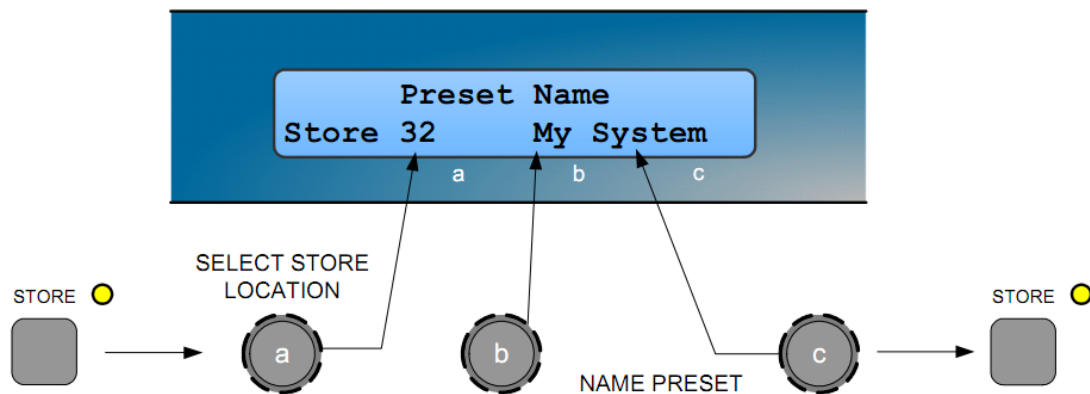 Preset Name
Store 32 My System
a b c
SELECT STORE
LOCATION
STORE
a
b
NAME PRESET
c
STORE